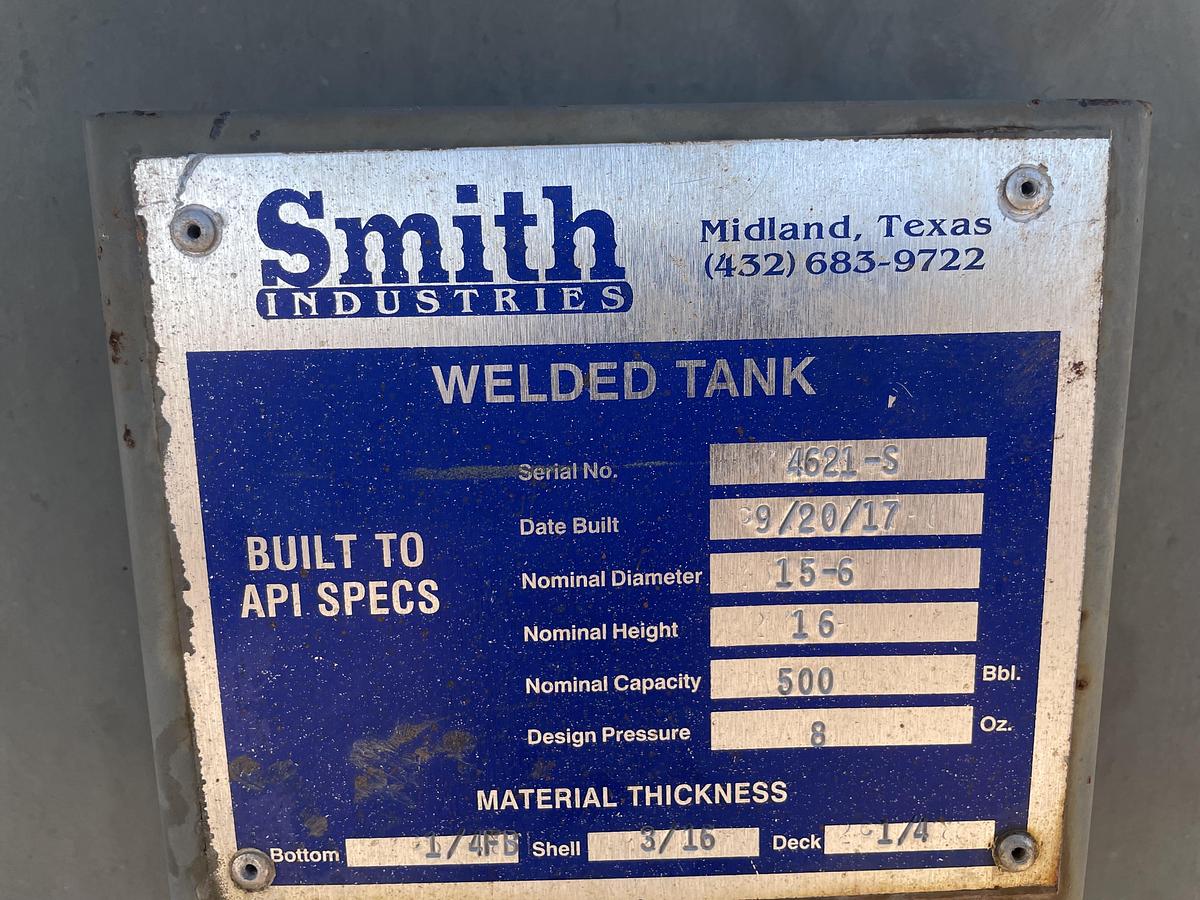 Smith
INDUSTRIES
Midland, Texas
(432) 683-9722
WELDED TANK
BUILT TO
API SPECS
Serial No. 4621-S
Date Built 9/20/17
Nominal Diameter 15-6
Nominal Height 16
Nominal Capacity 500 Bbl.
Design Pressure 8 Oz.
MATERIAL THICKNESS
Bottom 1/4FB Shell 3/16 Deck 1/4